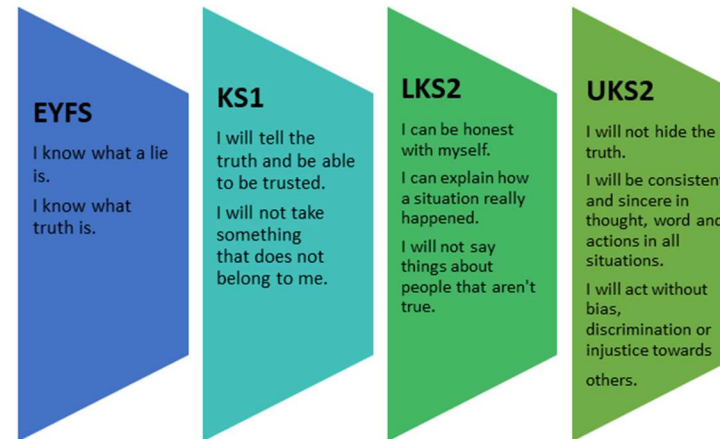 EYFS
I know what a lie
is.
I know what
truth is.
KS1
I will tell the
truth and be able
to be trusted.
I will not take
something
that does not
belong to me.
LKS2
I can be honest
with myself.
I can explain how
a situation really
happened.
I will not say
things about
people that aren't
true.
UKS2
I will not hide the
truth.
I will be consistent
and sincere in
thought, word and
actions in all
situations.
I will act without
bias,
discrimination or
injustice towards
others.